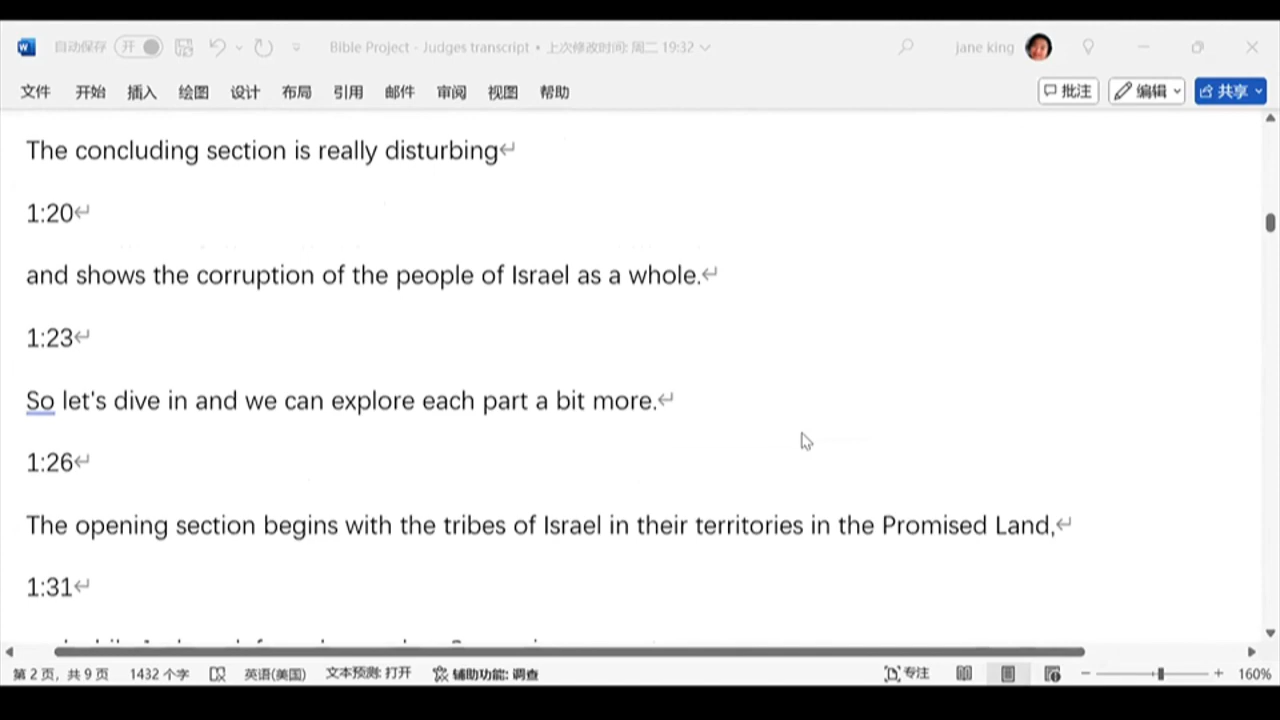 自动保存 开 Bible Project - Judges transcript • 上次修改时间: 周二 19:32 jane king
文件 开始 插入 绘图 设计 布局 引用 邮件 审阅 视图 帮助 批注 编辑 共享
The concluding section is really disturbing
1:20
and shows the corruption of the people of Israel as a whole.
1:23
So let's dive in and we can explore each part a bit more.
1:26
The opening section begins with the tribes of Israel in their territories in the Promised Land,
1:31
第 2 页, 共 9 页 1432 个字 英语(美国) 文本预测: 打开 辅助功能: 调查 专注 160%